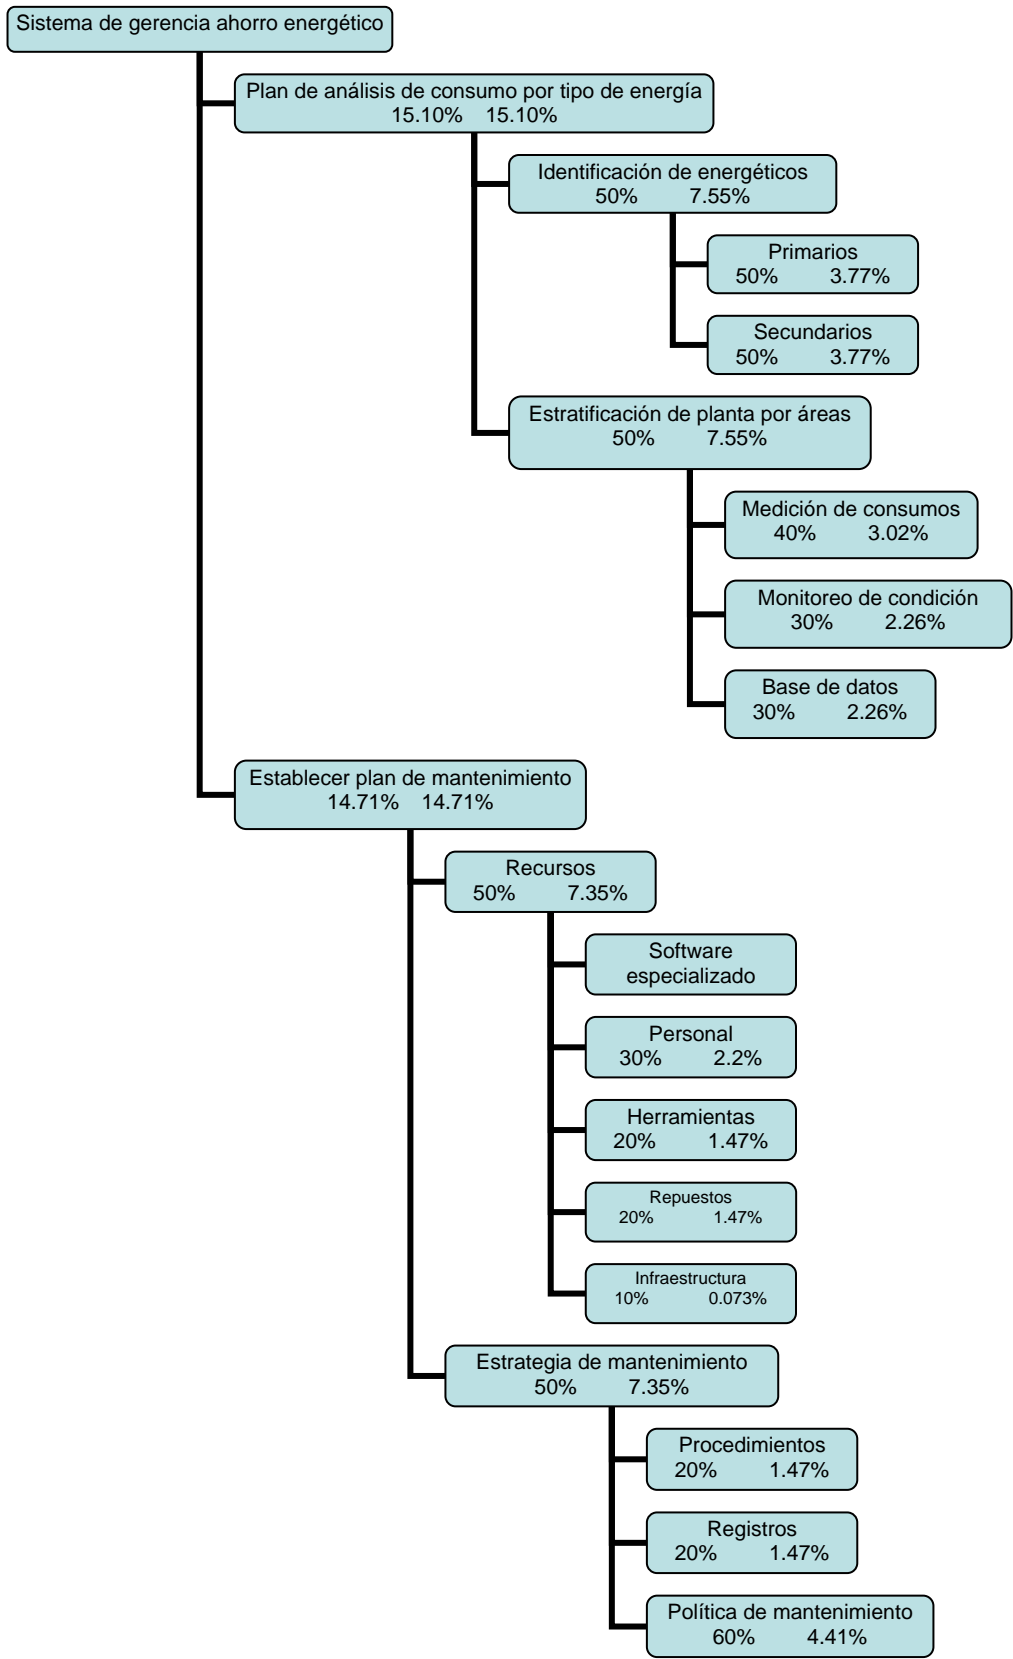 Sistema de gerencia ahorro energético
Plan de análisis de consumo por tipo de energía
15.10% 15.10%
Identificación de energéticos
50% 7.55%
Primarios
50% 3.77%
Secundarios
50% 3.77%
Estratificación de planta por áreas
50% 7.55%
Medición de consumos
40% 3.02%
Monitoreo de condición
30% 2.26%
Base de datos
30% 2.26%
Establecer plan de mantenimiento
14.71% 14.71%
Recursos
50% 7.35%
Software
especializado
Personal
30% 2.2%
Herramientas
20% 1.47%
Repuestos
20% 1.47%
Infraestructura
10% 0.073%
Estrategia de mantenimiento
50% 7.35%
Procedimientos
20% 1.47%
Registros
20% 1.47%
Política de mantenimiento
60% 4.41%